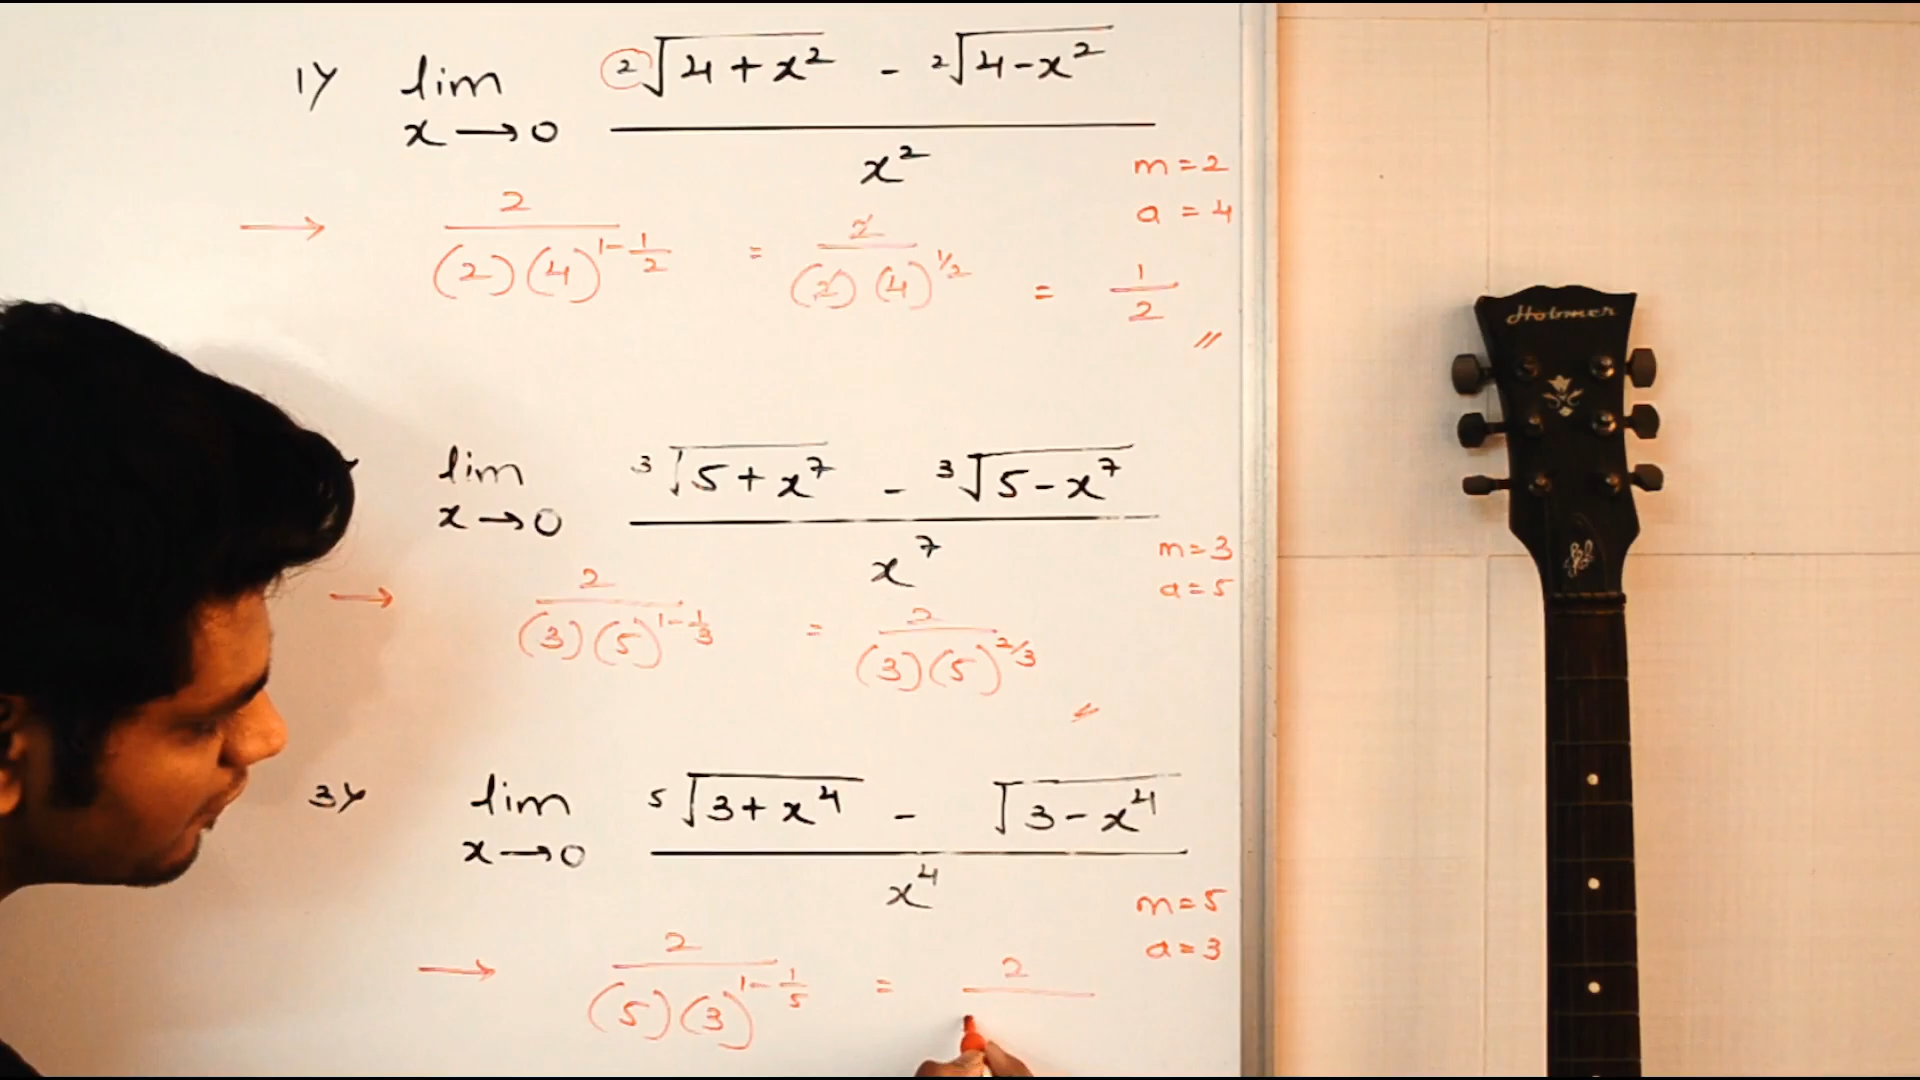 1) lim x→0 (²√(4+x²) - ²√(4-x²)) / x²
m=2
a=4
→ 2/((2)(4)^(1-1/2)) = 2/((2)(4)^(1/2)) = 1/2 //
lim x→0 (³√(5+x⁷) - ³√(5-x⁷)) / x⁷
m=3
a=5
→ 2/((3)(5)^(1-1/3)) = 2/((3)(5)^(2/3)) //
3) lim x→0 (⁵√(3+x⁴) - √(3-x⁴)) / x⁴
m=5
a=3
→ 2/((5)(3)^(1-1/5)) = 2/
Hobner